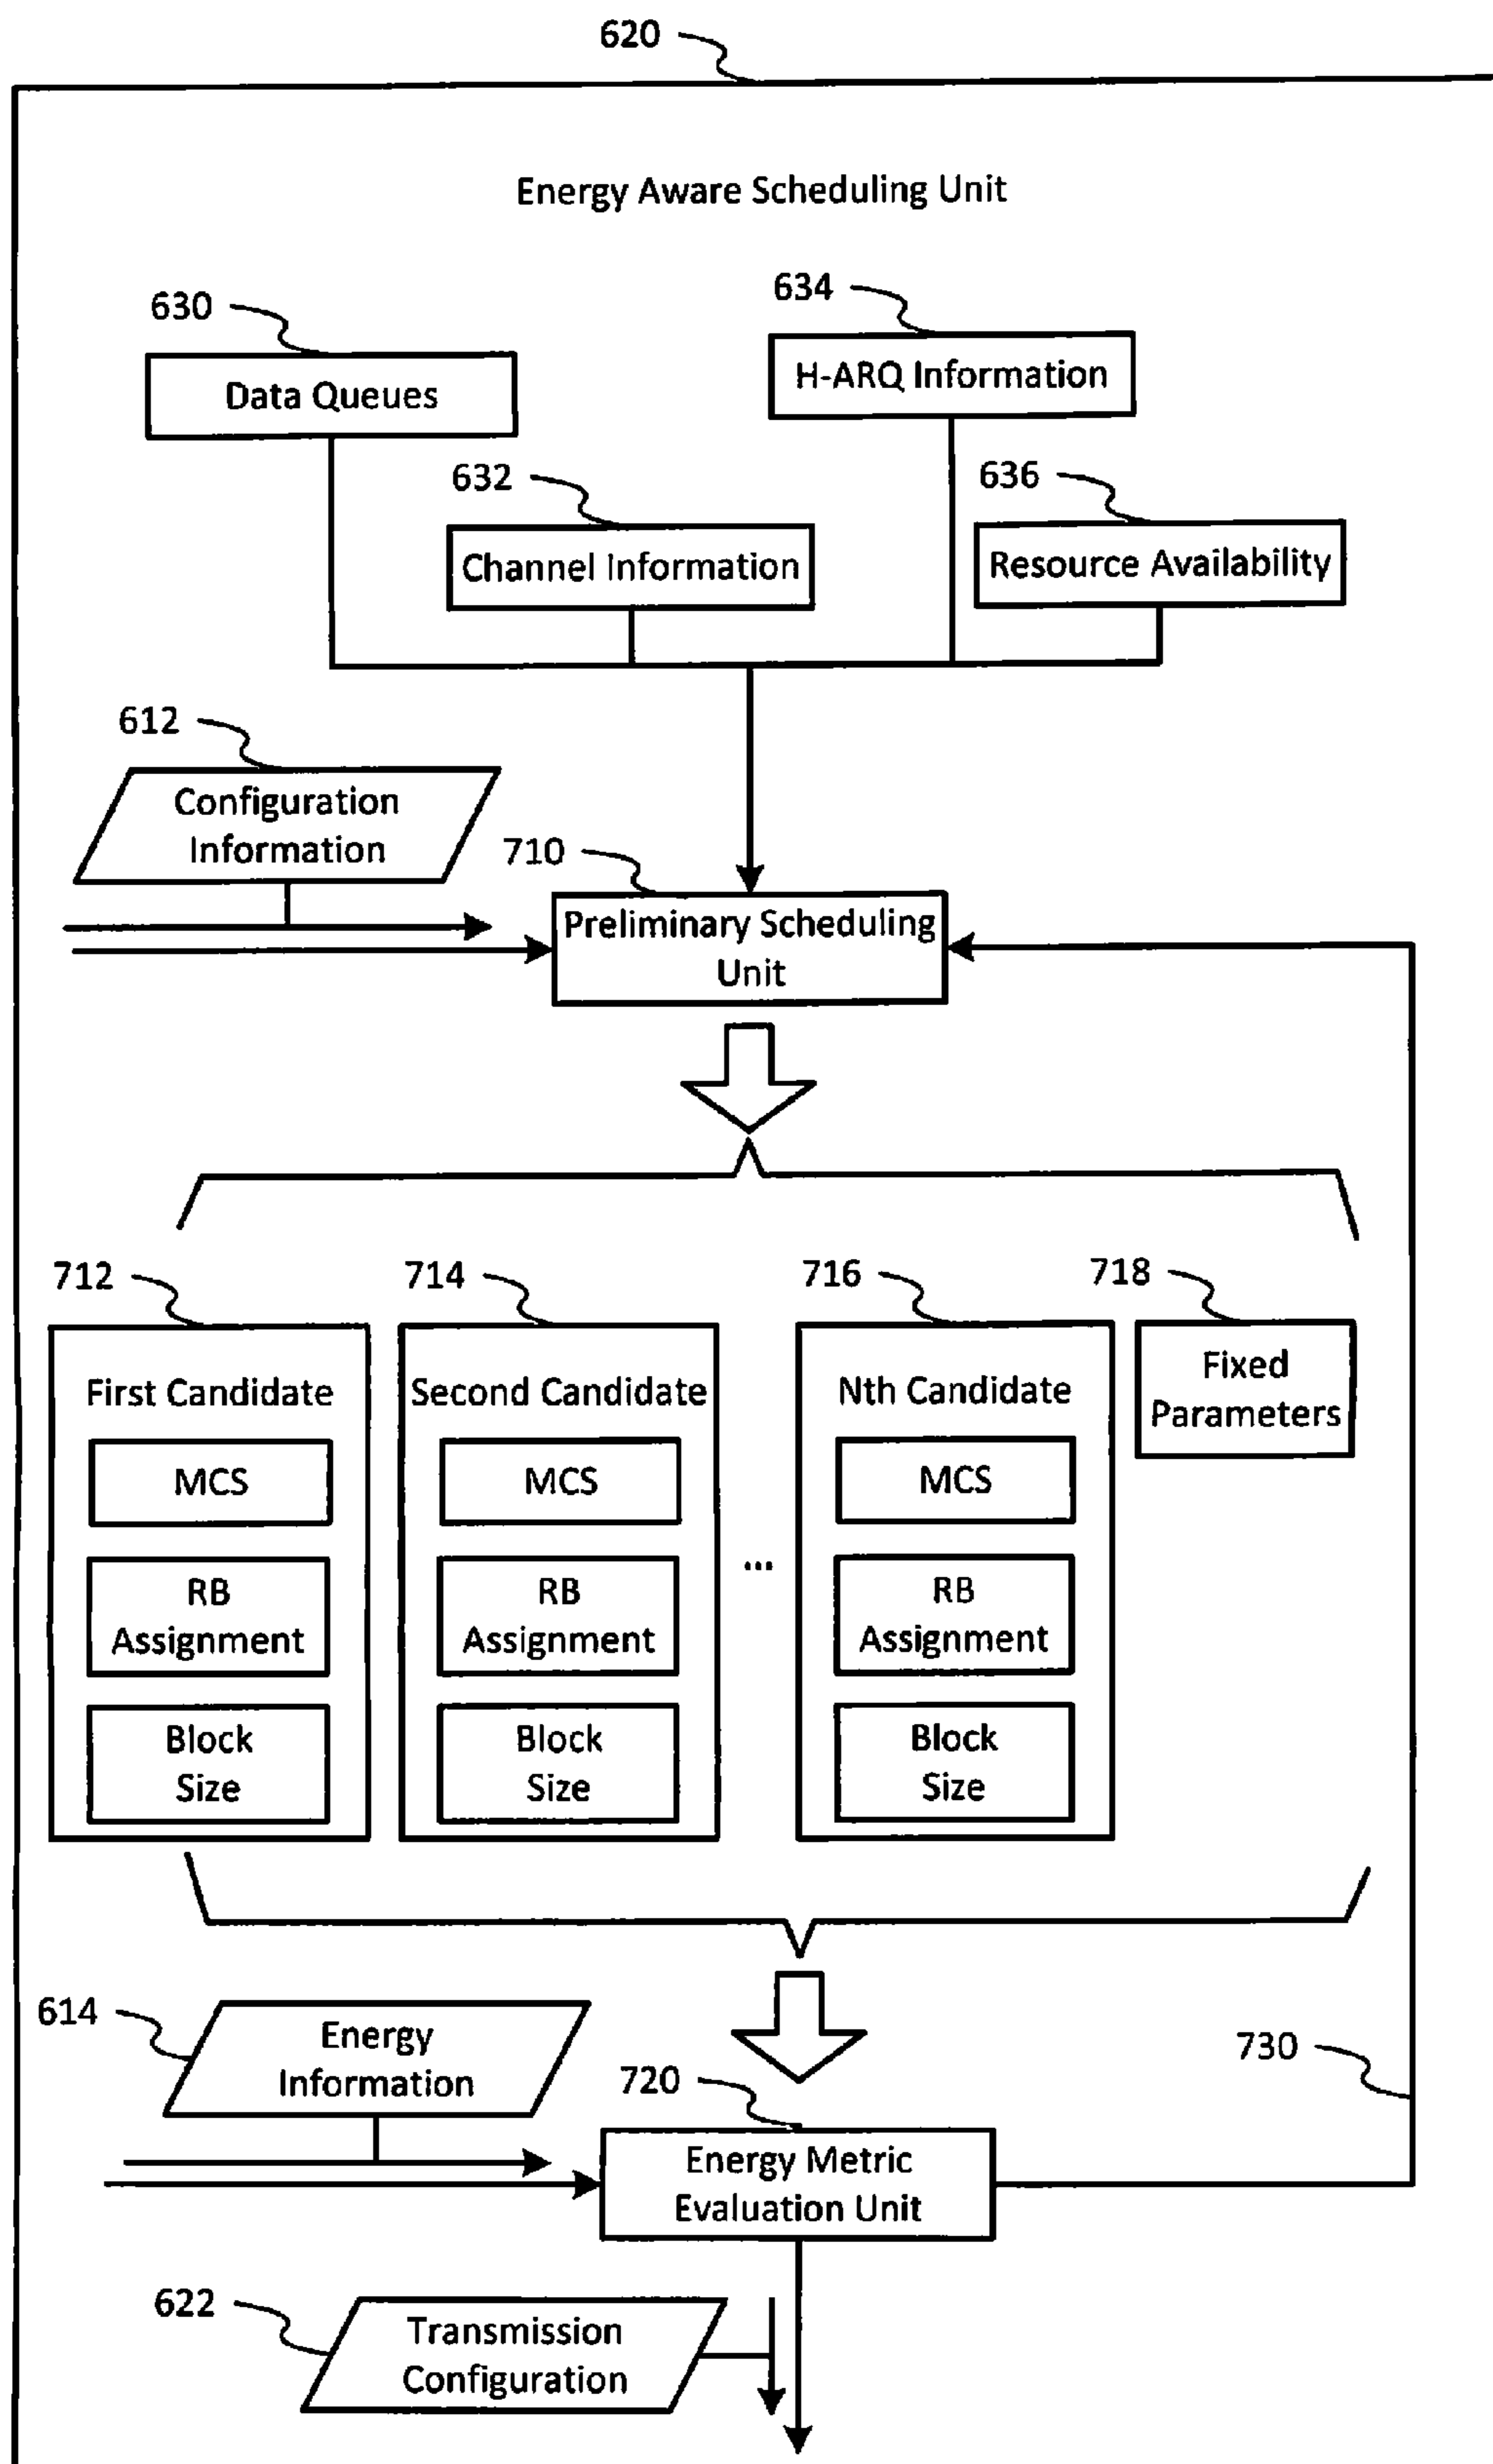 620
Energy Aware Scheduling Unit
634
630
H-ARQ Information
Data Queues
632
636
Channel Information
Resource Availability
612
Configuration
Information
710
Preliminary Scheduling
Unit
712
714
716
718
First Candidate
MCS
RB
Assignment
Block
Size
Second Candidate
MCS
RB
Assignment
Block
Size
...
Nth Candidate
MCS
RB
Assignment
Block
Size
Fixed
Parameters
614
Energy
Information
720
730
Energy Metric
Evaluation Unit
622
Transmission
Configuration